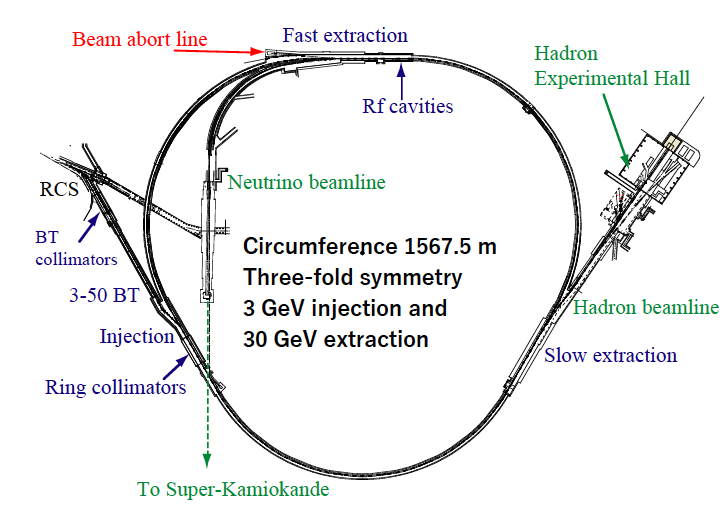 Beam abort line
Fast extraction
Hadron
Experimental Hall
Rf cavities
RCS
Neutrino beamline
BT
collimators
Circumference 1567.5 m
Three-fold symmetry
3 GeV injection and
30 GeV extraction
3-50 BT
Hadron beamline
Injection
Slow extraction
Ring collimators
To Super-Kamiokande